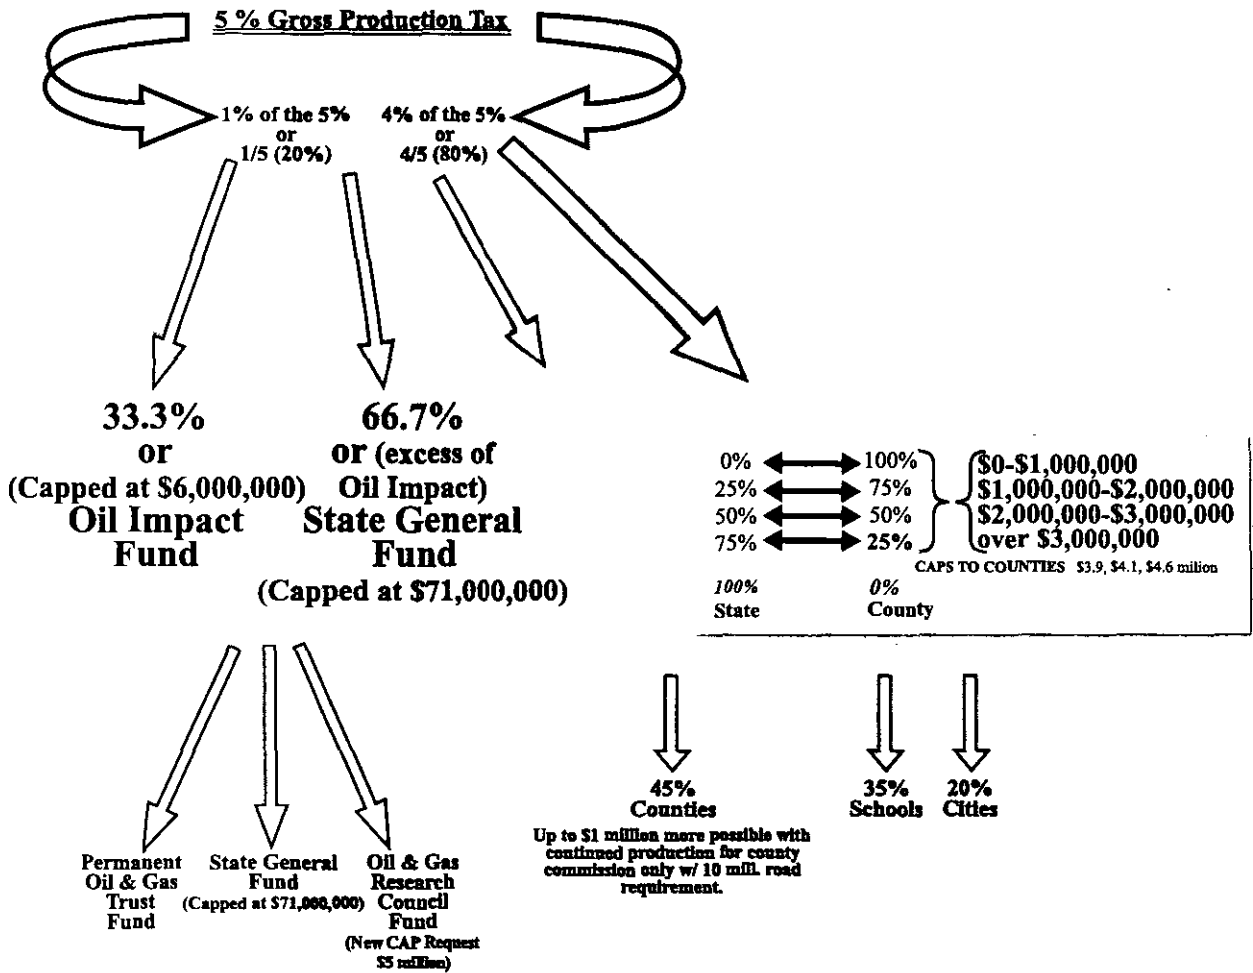 5 % Gross Production Tax
1% of the 5%
or
1/5 (20%)
4% of the 5%
or
4/5 (80%)
33.3%
or
(Capped at $6,000,000)
Oil Impact
Fund
66.7%
or (excess of
Oil Impact)
State General
Fund
(Capped at $71,000,000)
0% 100% $0-$1,000,000
25% 75% $1,000,000-$2,000,000
50% 50% $2,000,000-$3,000,000
75% 25% over $3,000,000
CAPS TO COUNTIES $3.9, $4.1, $4.6 milion
100% 0%
State County
45%
Counties
Up to $1 million more possible with
continued production for county
commission only w/ 10 mill. road
requirement.
35%
Schools
20%
Cities
Permanent
Oil & Gas
Trust
Fund
State General
Fund
(Capped at $71,000,000)
Oil & Gas
Research
Council
Fund
(New CAP Request
$5 million)